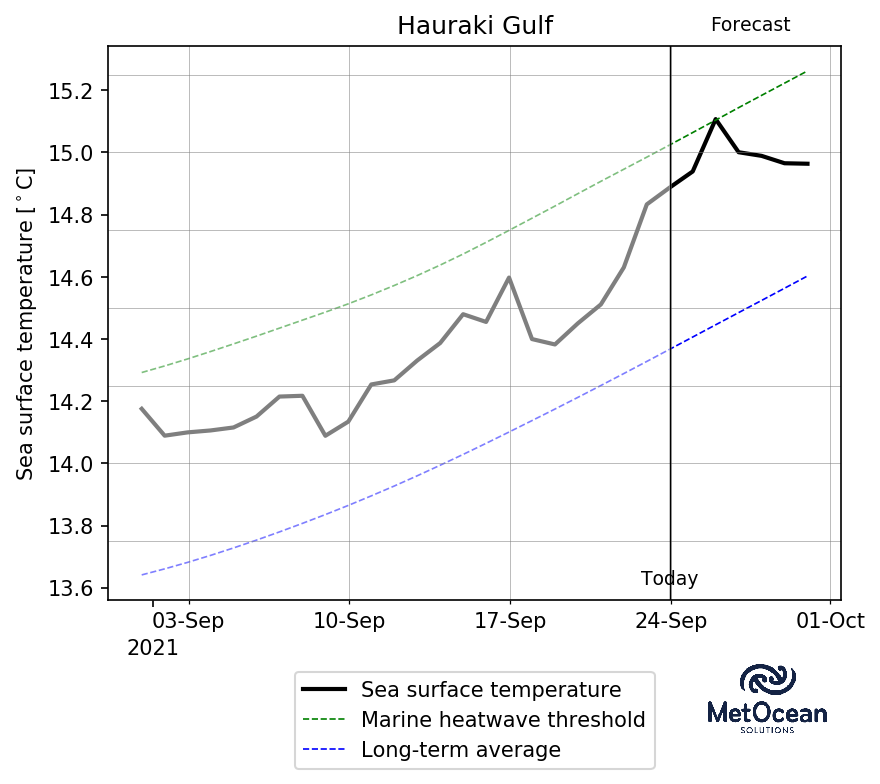 Hauraki Gulf
Forecast
Sea surface temperature [°C]
15.2
15.0
14.8
14.6
14.4
14.2
14.0
13.8
13.6
Today
03-Sep 10-Sep 17-Sep 24-Sep 01-Oct
2021
Sea surface temperature
Marine heatwave threshold
Long-term average
MetOcean
SOLUTIONS